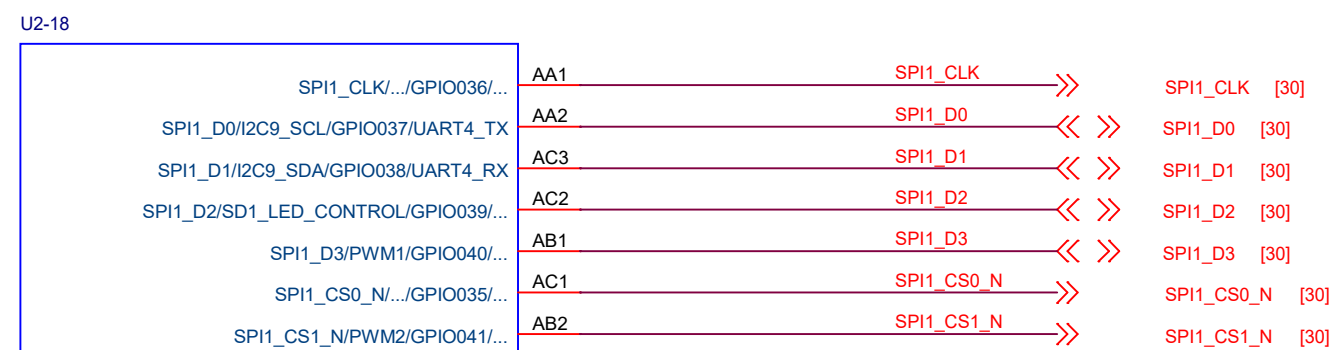 U2-18
SPI1_CLK/.../GPIO036/... AA1 SPI1_CLK SPI1_CLK [30]
SPI1_D0/I2C9_SCL/GPIO037/UART4_TX AA2 SPI1_D0 SPI1_D0 [30]
SPI1_D1/I2C9_SDA/GPIO038/UART4_RX AC3 SPI1_D1 SPI1_D1 [30]
SPI1_D2/SD1_LED_CONTROL/GPIO039/... AC2 SPI1_D2 SPI1_D2 [30]
SPI1_D3/PWM1/GPIO040/... AB1 SPI1_D3 SPI1_D3 [30]
SPI1_CS0_N/.../GPIO035/... AC1 SPI1_CS0_N SPI1_CS0_N [30]
SPI1_CS1_N/PWM2/GPIO041/... AB2 SPI1_CS1_N SPI1_CS1_N [30]